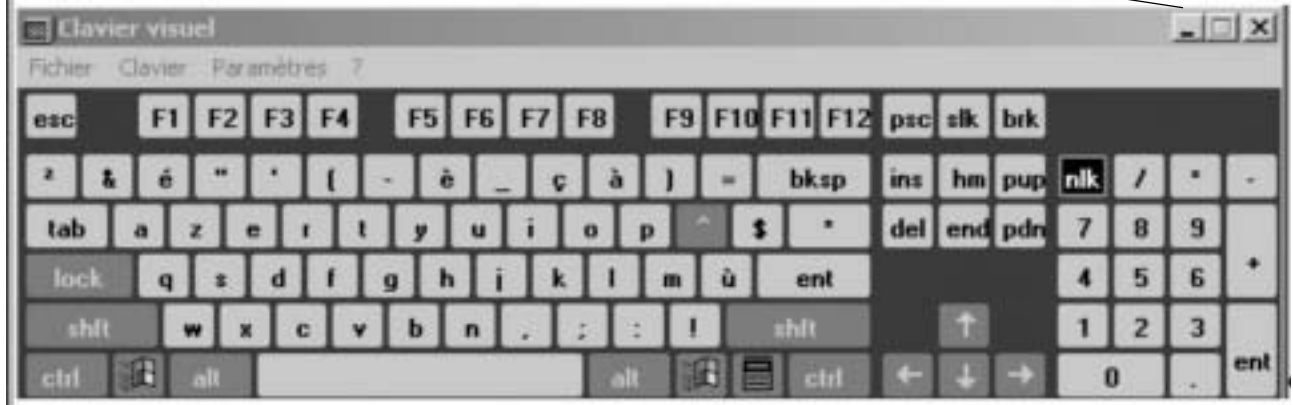 Clavier visuel
Fichier Clavier Paramètres ?
esc F1 F2 F3 F4 F5 F6 F7 F8 F9 F10 F11 F12 psc slk brk
² & é " ' ( - è _ ç à ) = bksp ins hm pup nlk / * -
tab a z e r t y u i o p ^ $ * del end pdn 7 8 9 +
lock q s d f g h j k l m ù ent 4 5 6
shft w x c v b n , ; : ! shft ↑ 1 2 3 ent
ctrl alt alt ctrl ← ↓ → 0 .